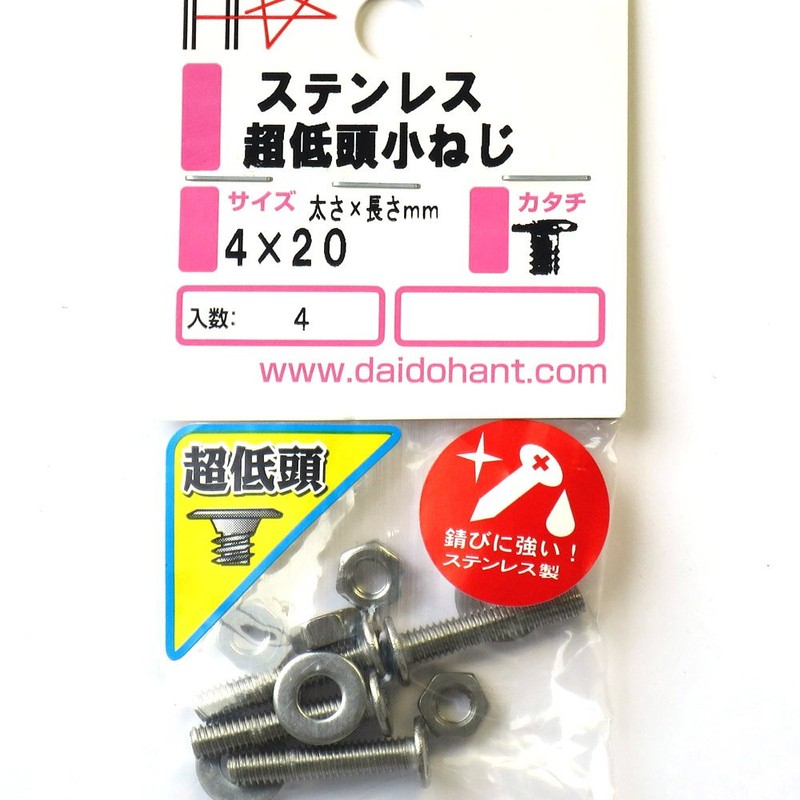 ステンレス
超低頭小ねじ
サイズ 太さ×長さmm
4×20
カタチ
入数: 4
www.daidohant.com
超低頭
錆びに強い!
ステンレス製